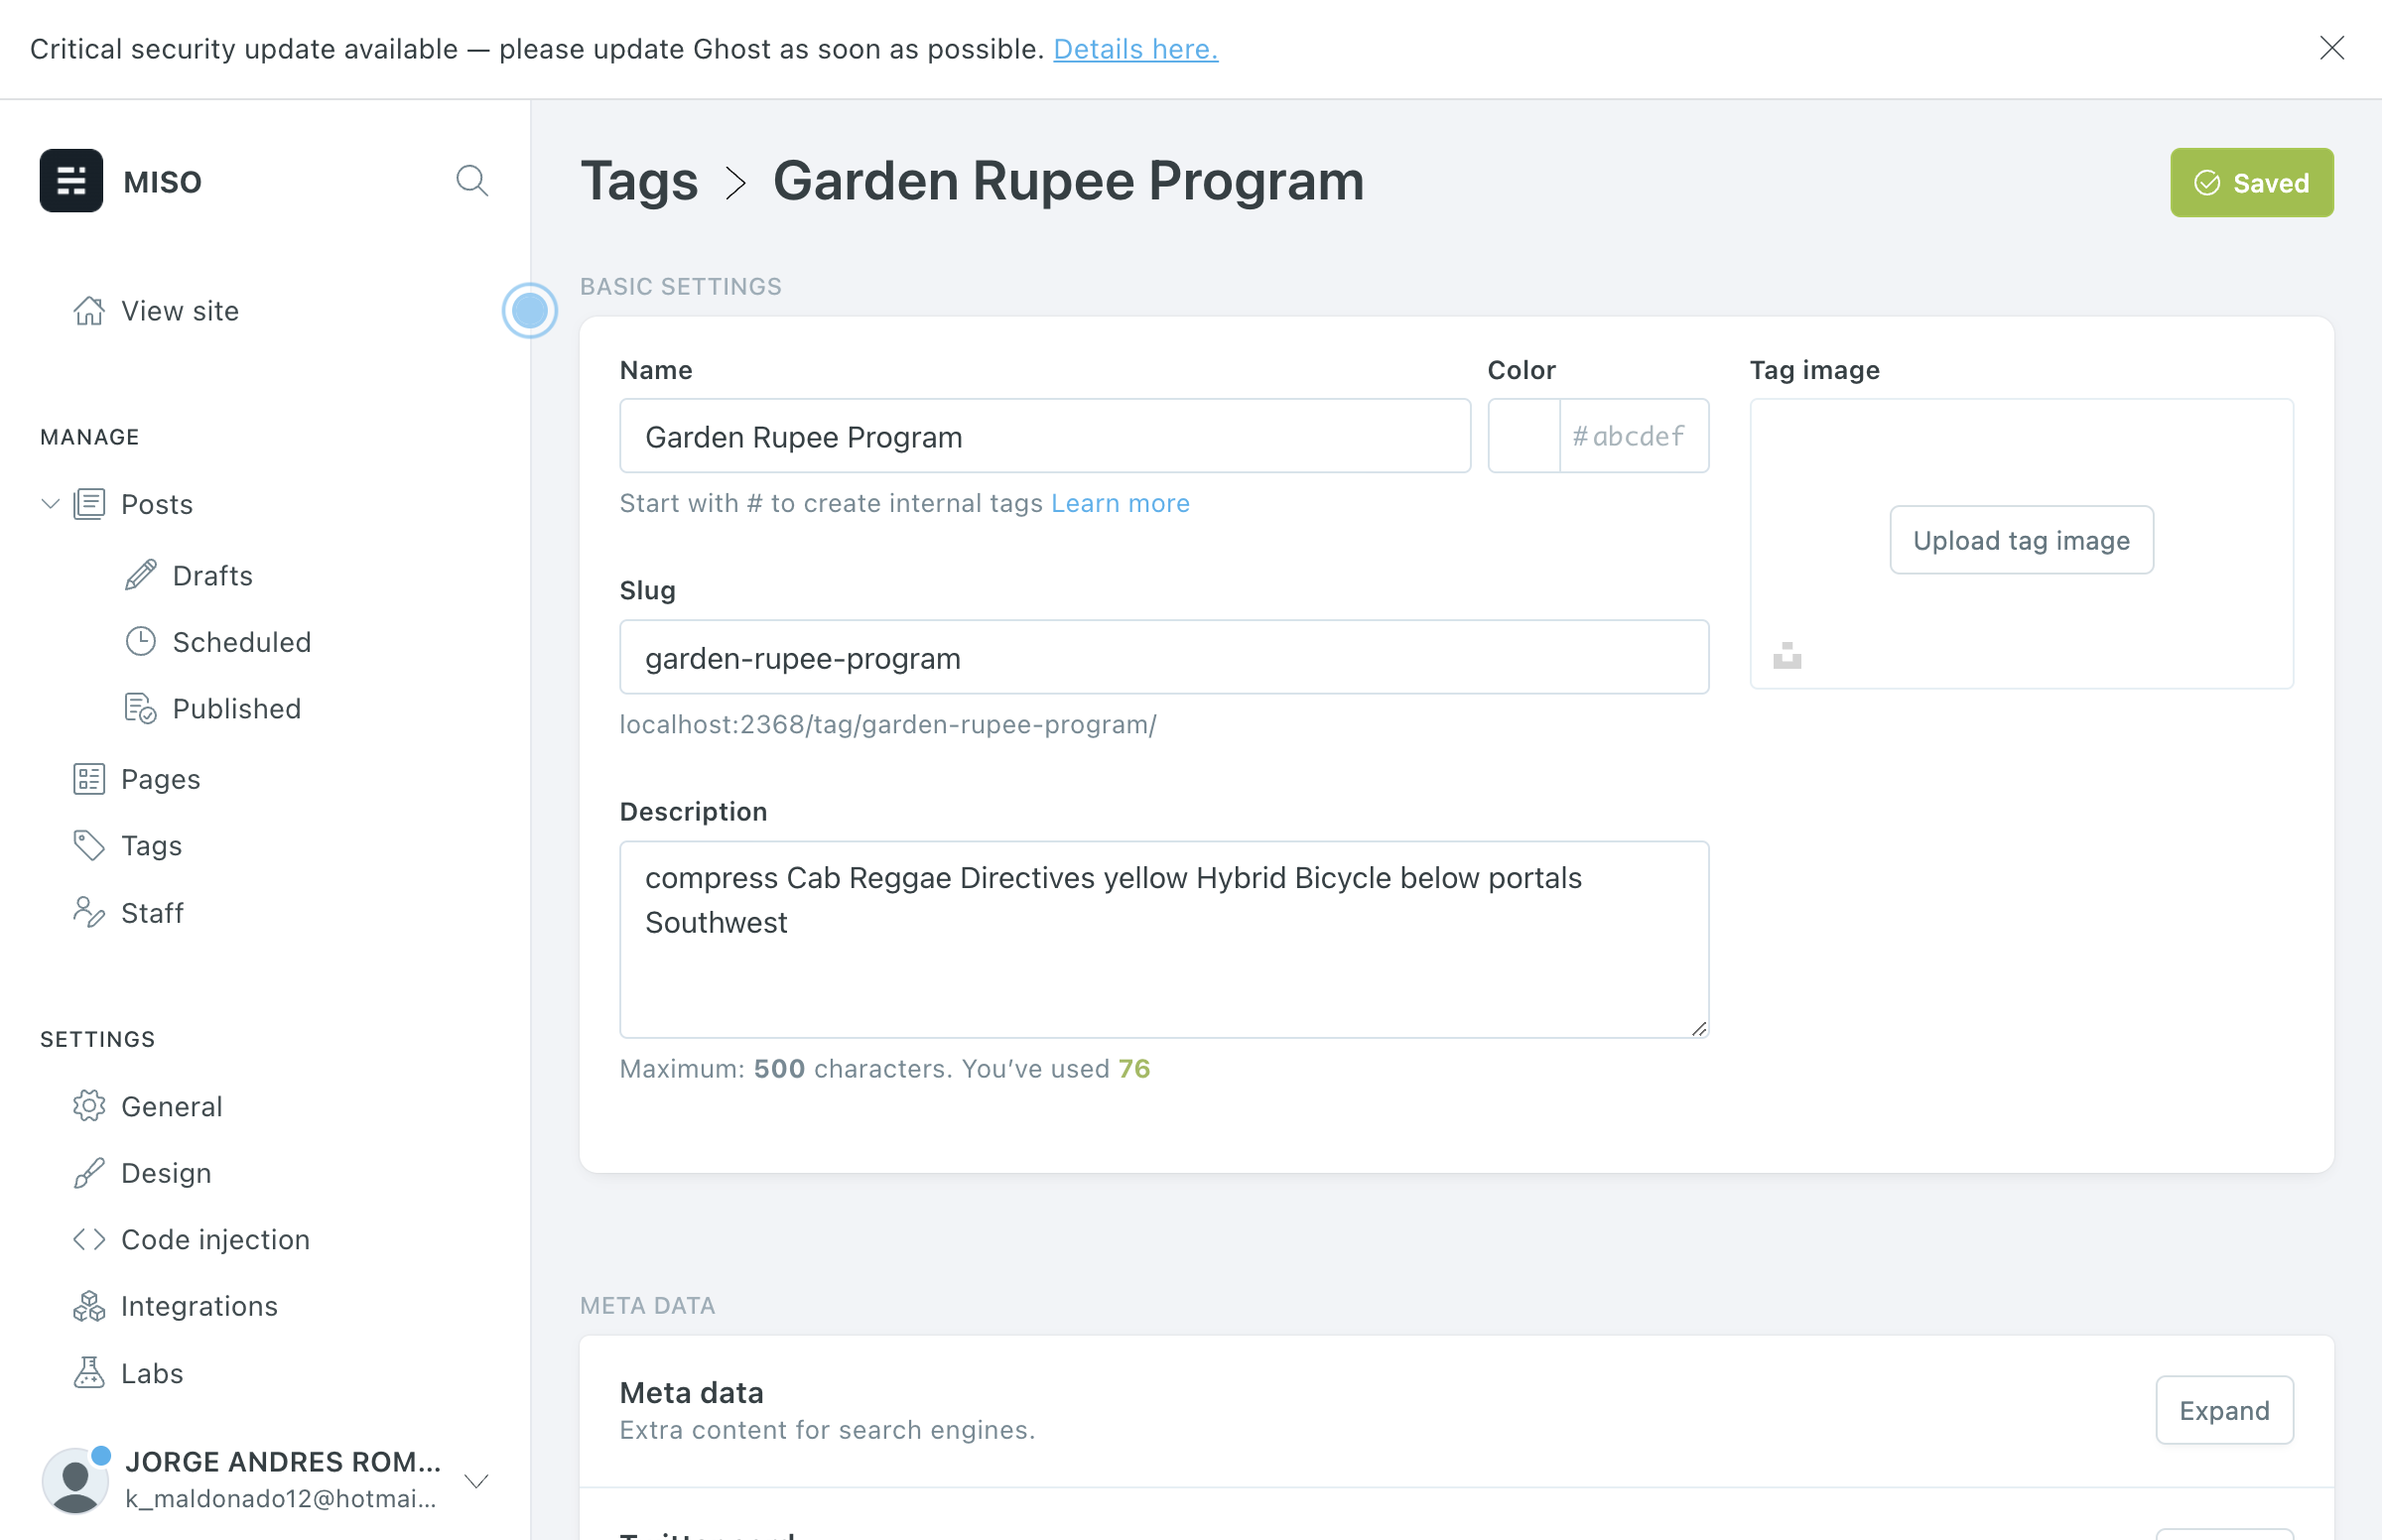 Critical security update available — please update Ghost as soon as possible. Details here.
MISO
View site
MANAGE
Posts
Drafts
Scheduled
Published
Pages
Tags
Staff
SETTINGS
General
Design
Code injection
Integrations
Labs
JORGE ANDRES ROM...
k_maldonado12@hotmai...
Tags > Garden Rupee Program
Saved
BASIC SETTINGS
Name
Garden Rupee Program
Start with # to create internal tags Learn more
Color
#abcdef
Tag image
Upload tag image
Slug
garden-rupee-program
localhost:2368/tag/garden-rupee-program/
Description
compress Cab Reggae Directives yellow Hybrid Bicycle below portals
Southwest
Maximum: 500 characters. You’ve used 76
META DATA
Meta data
Extra content for search engines.
Expand